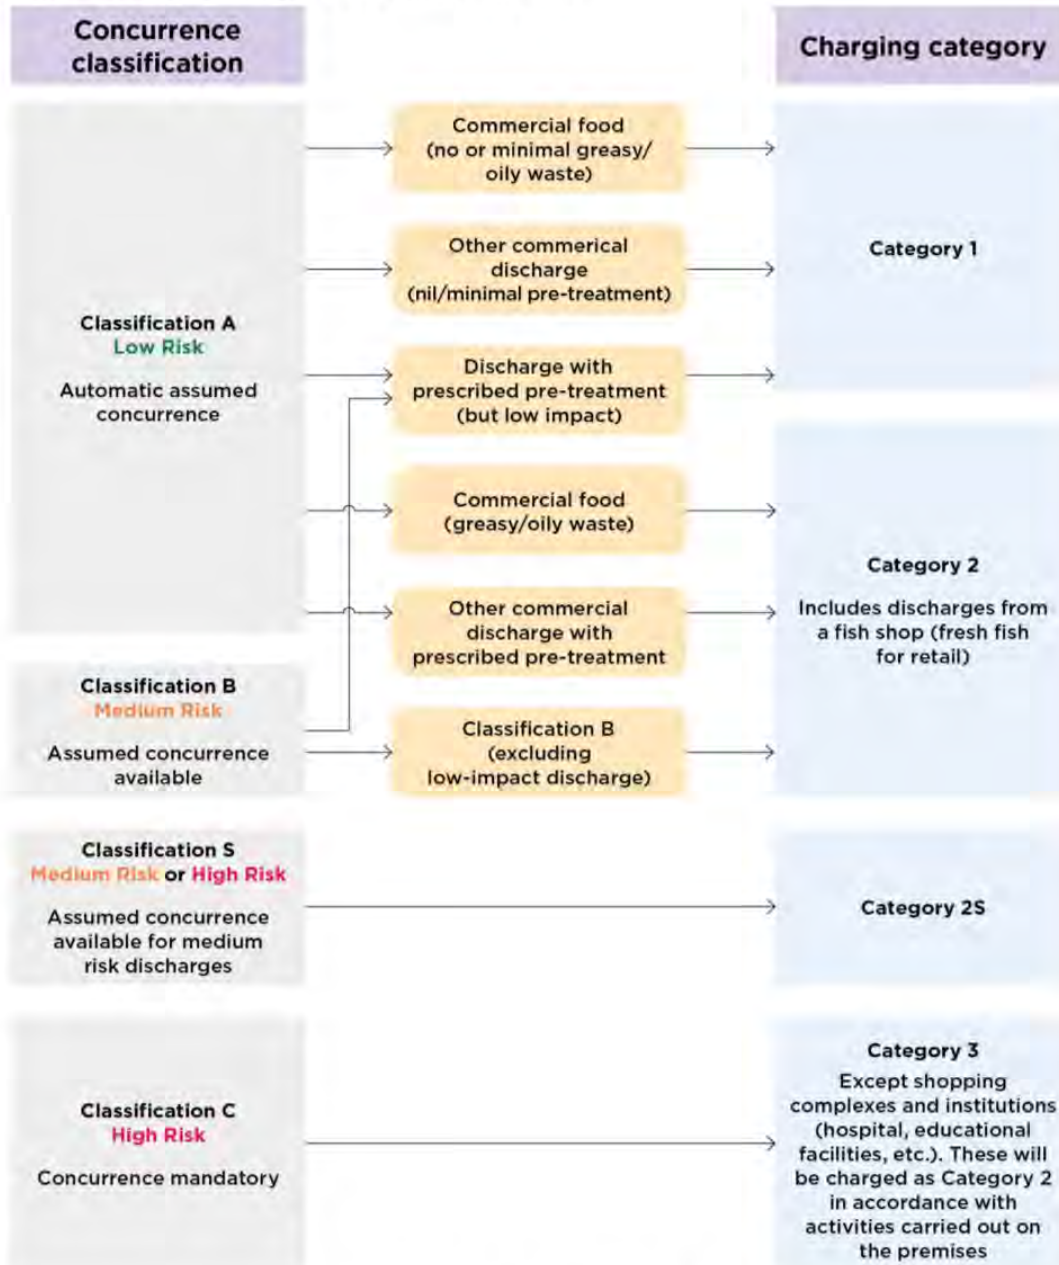 Concurrence
classification
Charging category
Classification A
Low Risk
Automatic assumed
concurrence
Commercial food
(no or minimal greasy/
oily waste)
Other commerical
discharge
(nil/minimal pre-treatment)
Discharge with
prescribed pre-treatment
(but low impact)
Commercial food
(greasy/oily waste)
Other commercial
discharge with
prescribed pre-treatment
Category 1
Category 2
Includes discharges from
a fish shop (fresh fish
for retail)
Classification B
Medium Risk
Assumed concurrence
available
Classification B
(excluding
low-impact discharge)
Classification S
Medium Risk or High Risk
Assumed concurrence
available for medium
risk discharges
Category 2S
Classification C
High Risk
Concurrence mandatory
Category 3
Except shopping
complexes and institutions
(hospital, educational
facilities, etc.). These will
be charged as Category 2
in accordance with
activities carried out on
the premises